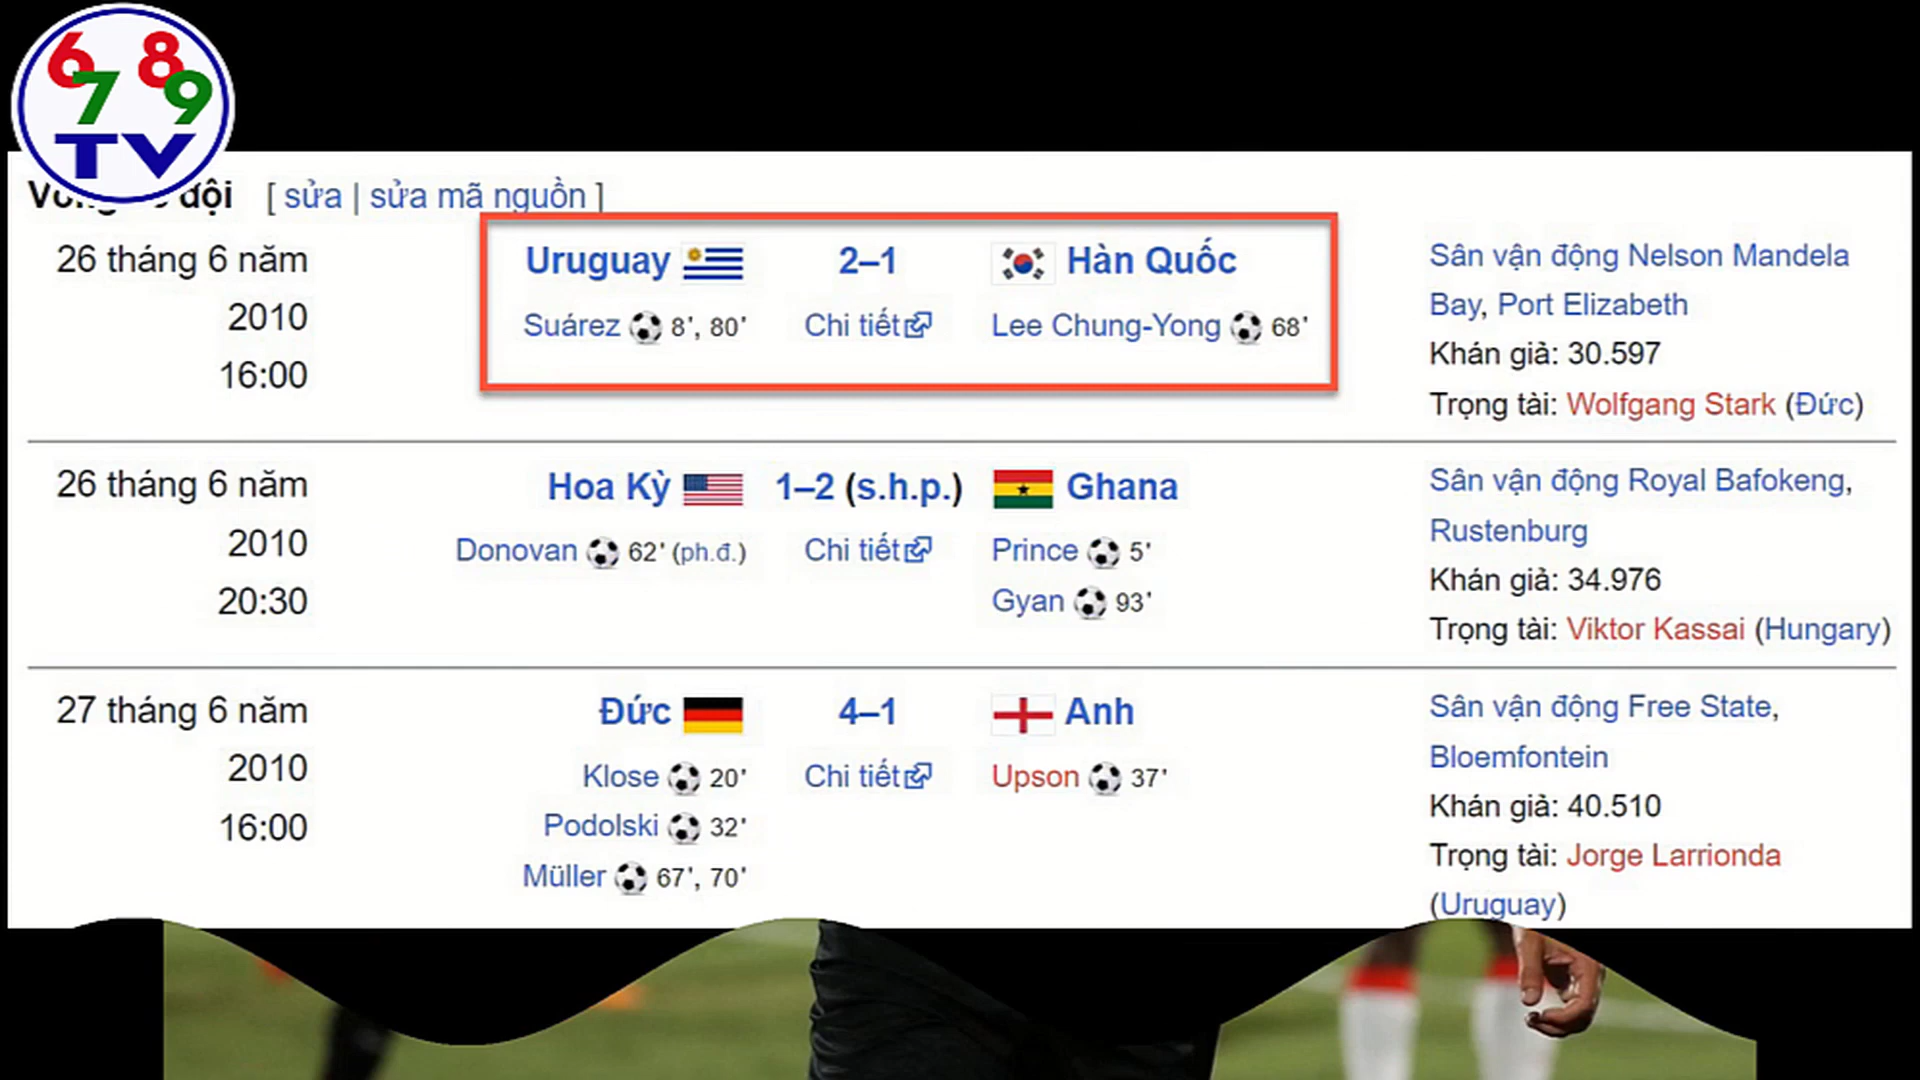 6789
TV
đội [ sửa | sửa mã nguồn ]
26 tháng 6 năm
2010
16:00
Uruguay 2–1 Hàn Quốc
Suárez 8', 80' Chi tiết Lee Chung-Yong 68'
Sân vận động Nelson Mandela
Bay, Port Elizabeth
Khán giả: 30.597
Trọng tài: Wolfgang Stark (Đức)
26 tháng 6 năm
2010
20:30
Hoa Kỳ 1–2 (s.h.p.) Ghana
Donovan 62' (ph.đ.) Chi tiết Prince 5'
Gyan 93'
Sân vận động Royal Bafokeng,
Rustenburg
Khán giả: 34.976
Trọng tài: Viktor Kassai (Hungary)
27 tháng 6 năm
2010
16:00
Đức 4–1 Anh
Klose 20' Chi tiết Upson 37'
Podolski 32'
Müller 67', 70'
Sân vận động Free State,
Bloemfontein
Khán giả: 40.510
Trọng tài: Jorge Larrionda
(Uruguay)